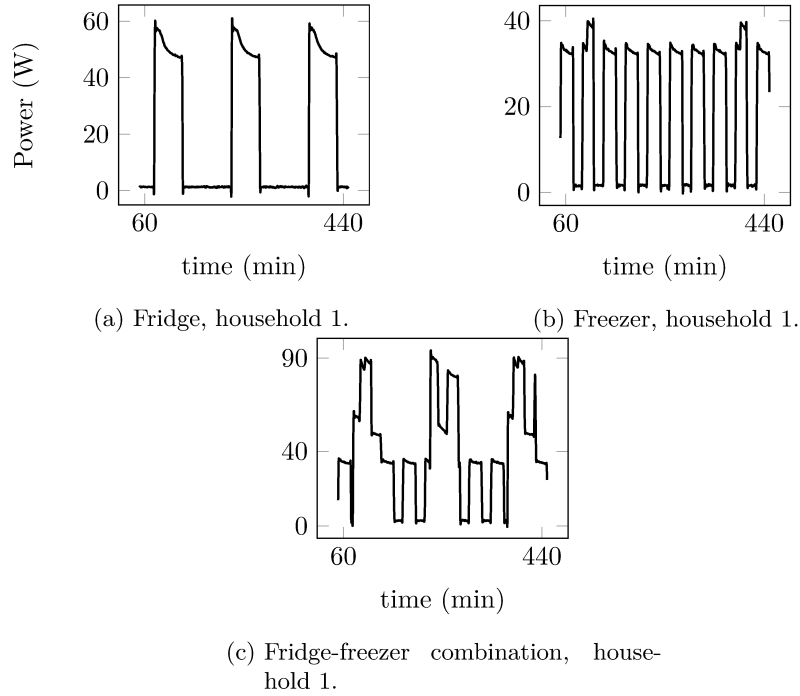 Power (W)
60
40
20
0
60
440
time (min)
(a) Fridge, household 1.
40
20
0
60
440
time (min)
(b) Freezer, household 1.
90
40
0
60
440
time (min)
(c) Fridge-freezer combination, house-
hold 1.